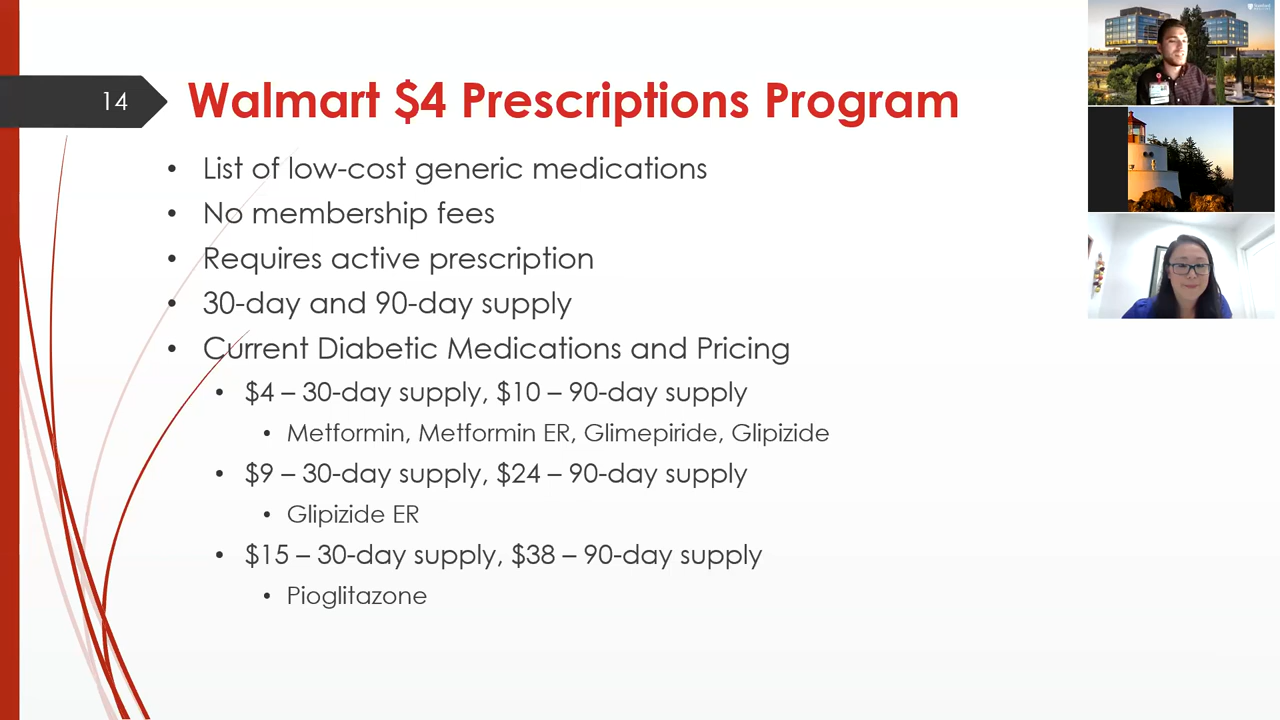 14
Walmart $4 Prescriptions Program
• List of low-cost generic medications
• No membership fees
• Requires active prescription
• 30-day and 90-day supply
• Current Diabetic Medications and Pricing
• $4 – 30-day supply, $10 – 90-day supply
• Metformin, Metformin ER, Glimepiride, Glipizide
• $9 – 30-day supply, $24 – 90-day supply
• Glipizide ER
• $15 – 30-day supply, $38 – 90-day supply
• Pioglitazone